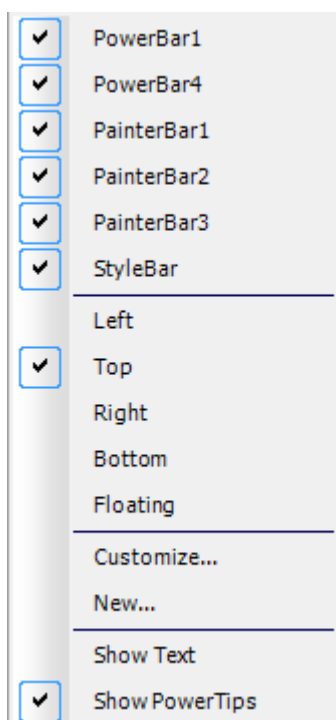 PowerBar1
PowerBar4
PainterBar1
PainterBar2
PainterBar3
StyleBar
Left
Top
Right
Bottom
Floating
Customize...
New...
Show Text
Show PowerTips